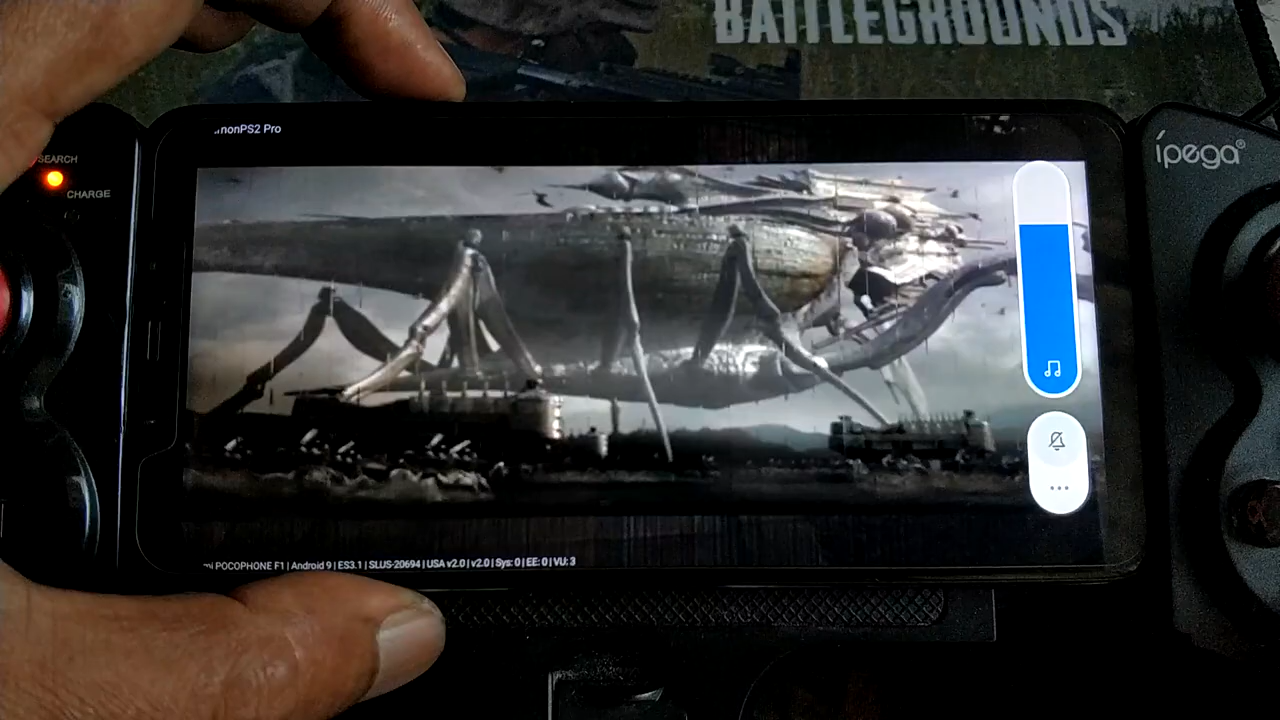 BATTLEGROUNDS
nonPS2 Pro
SEARCH
CHARGE
ípega®
POCOPHONE F1 | Android 9 | ES3.1 | SLUS-20694 | USA v2.0 | v2.0 | Sys: 0 | EE: 0 | VU: 3